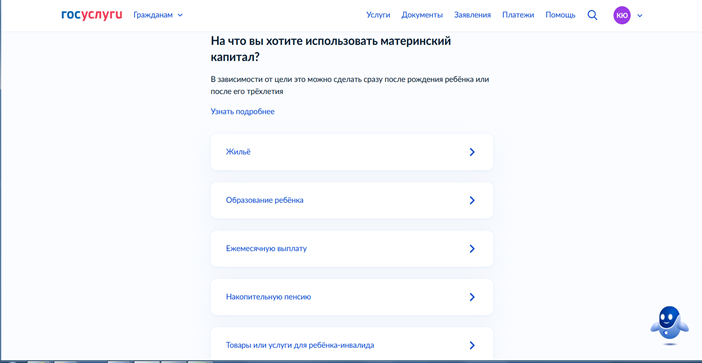 госуслуги Гражданам Услуги Документы Заявления Платежи Помощь КЮ
На что вы хотите использовать материнский
капитал?
В зависимости от цели это можно сделать сразу после рождения ребёнка или
после его трёхлетия
Узнать подробнее
Жильё
Образование ребёнка
Ежемесячную выплату
Накопительную пенсию
Товары или услуги для ребёнка-инвалида